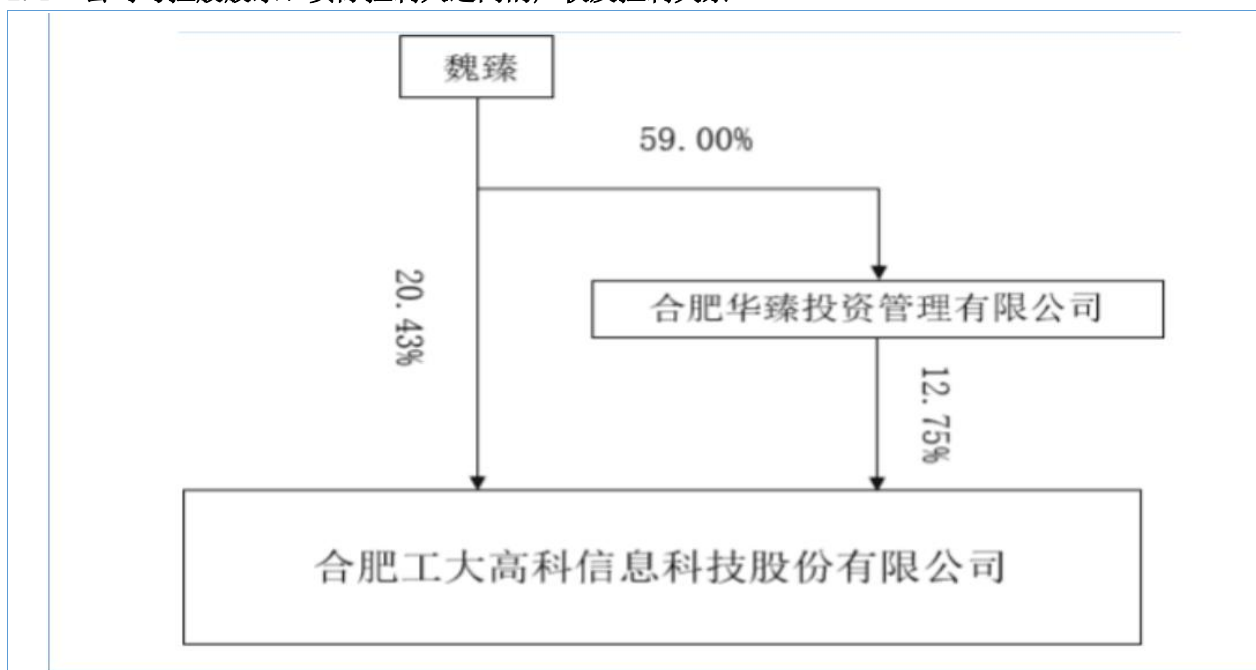 魏臻
59.00%
20.43%
合肥华臻投资管理有限公司
12.75%
合肥工大高科信息科技股份有限公司